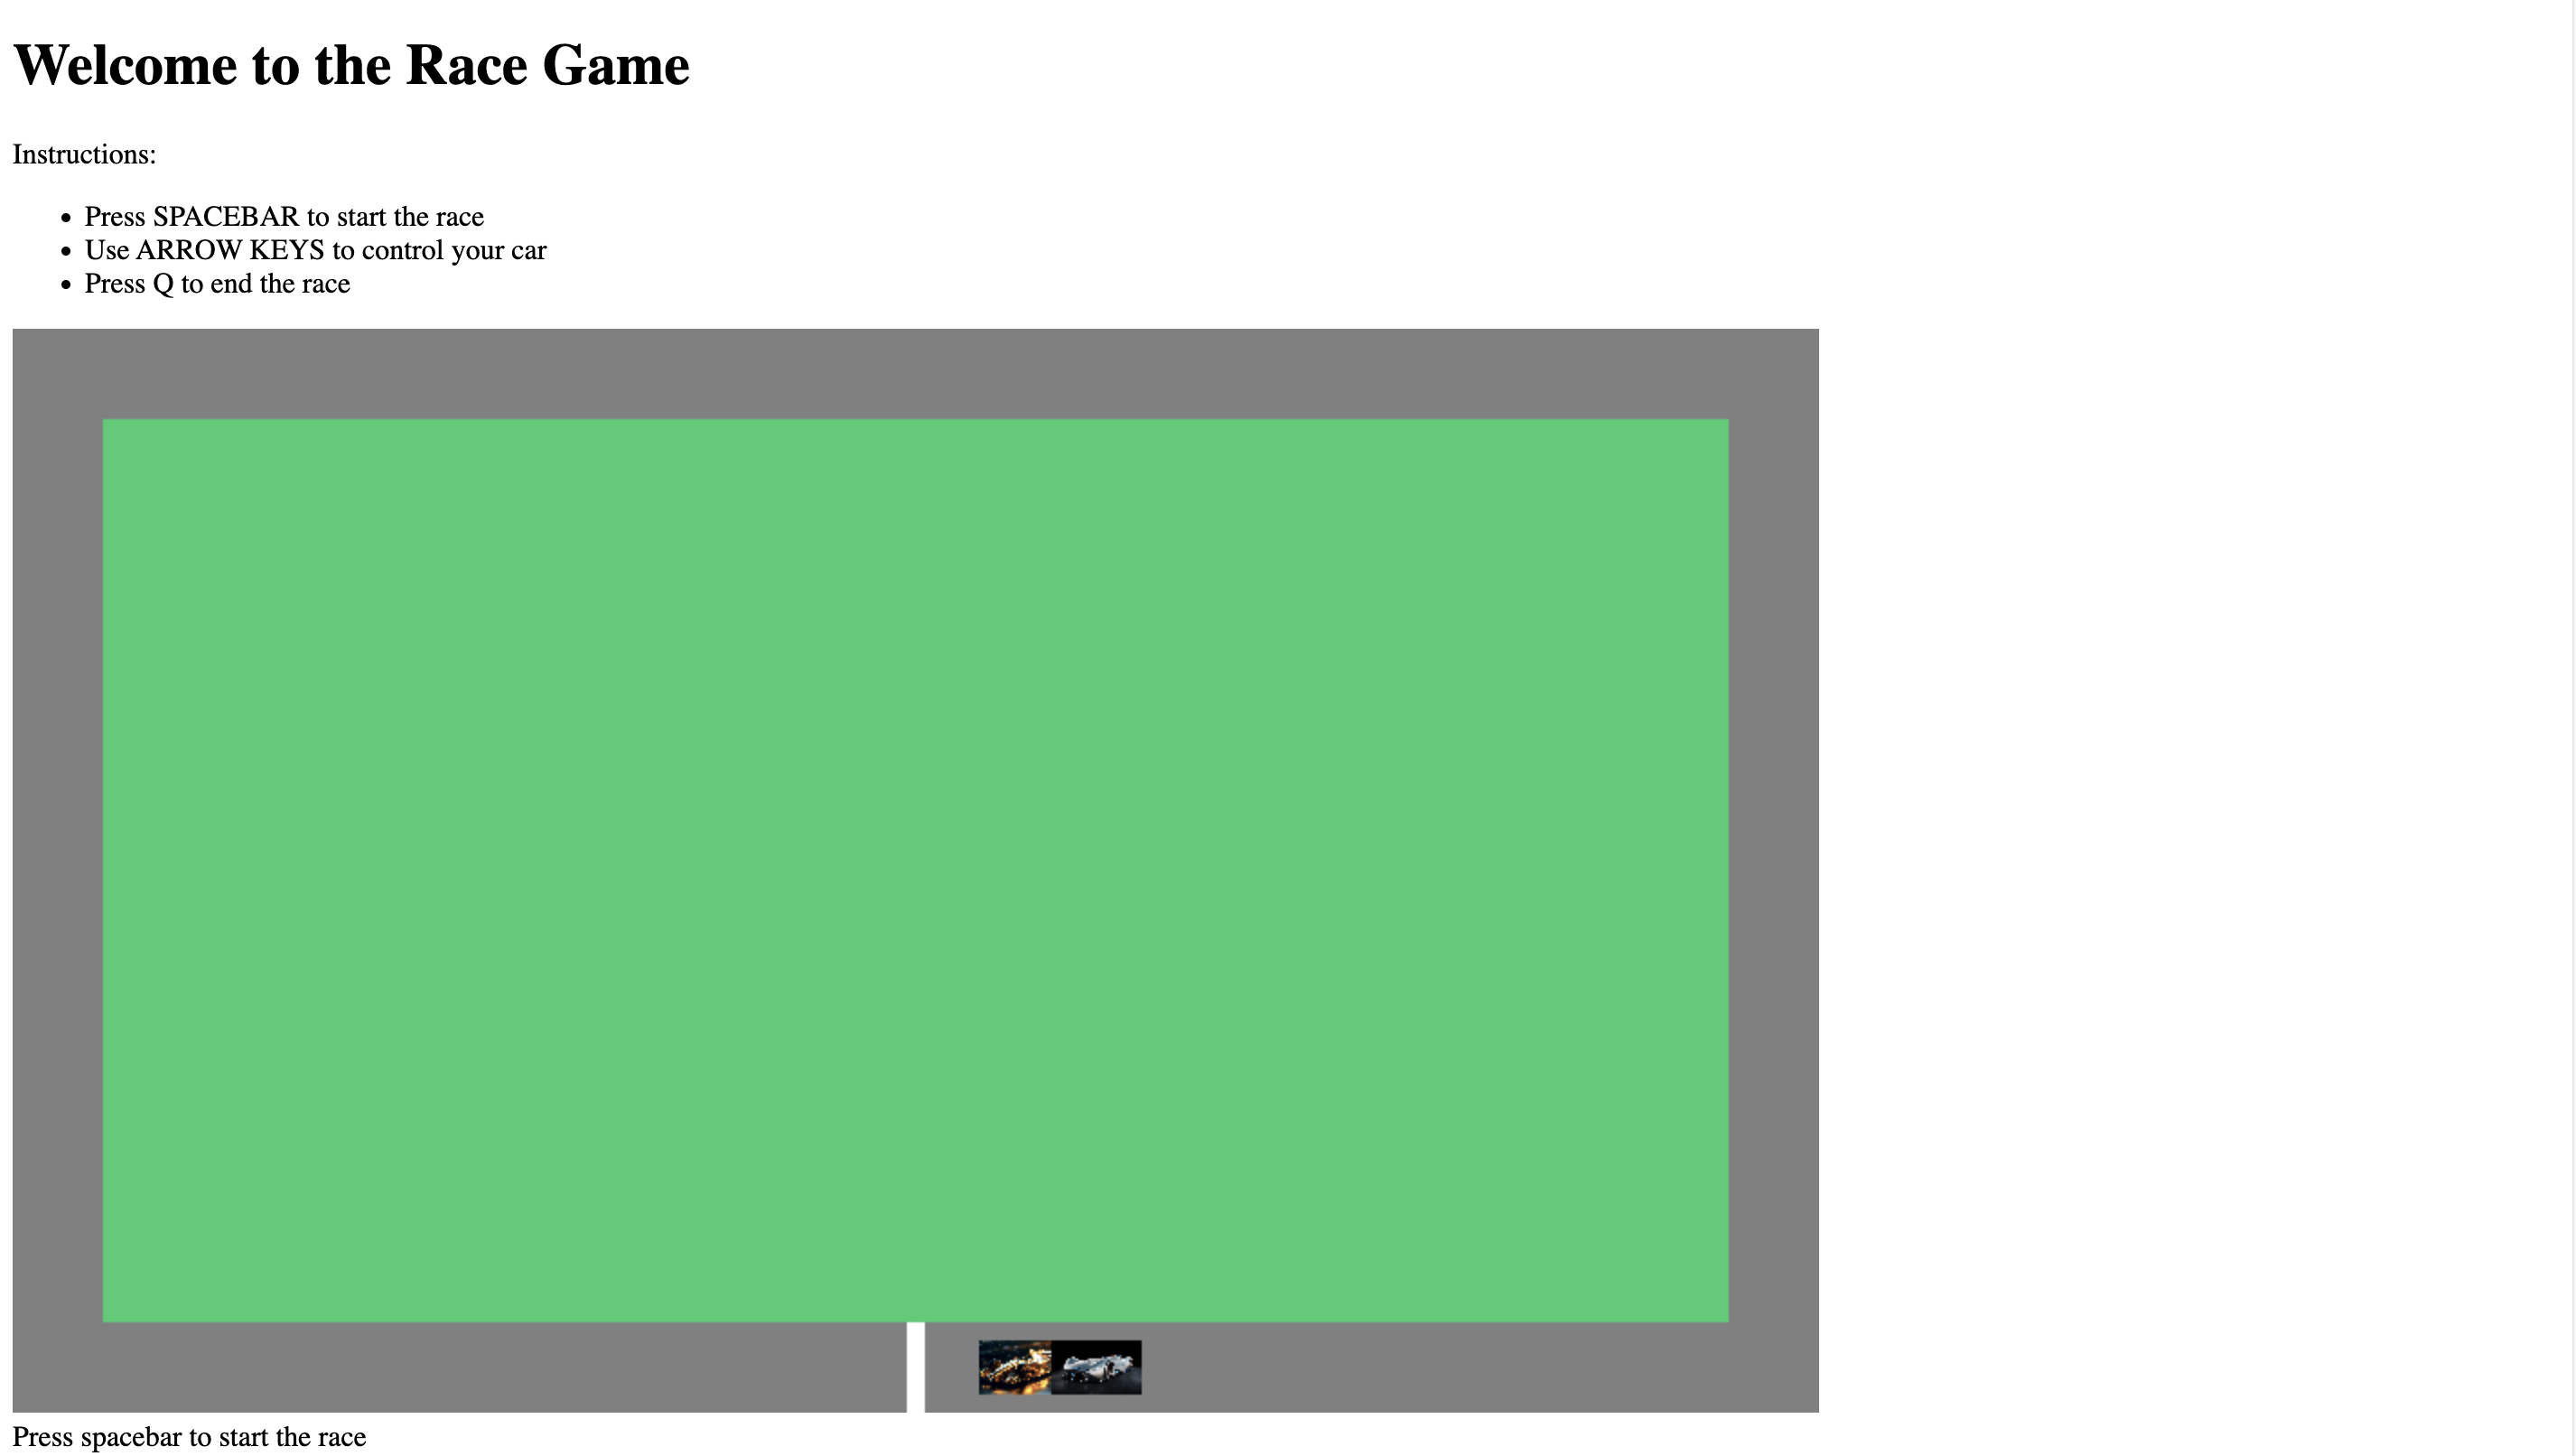 Welcome to the Race Game
Instructions:
Press SPACEBAR to start the race
Use ARROW KEYS to control your car
Press Q to end the race
Press spacebar to start the race